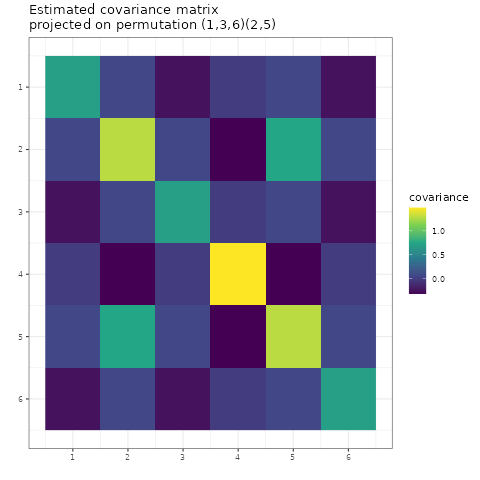 Estimated covariance matrix
projected on permutation (1,3,6)(2,5)
1
2
3
4
5
6
1 2 3 4 5 6
covariance
1.0
0.5
0.0